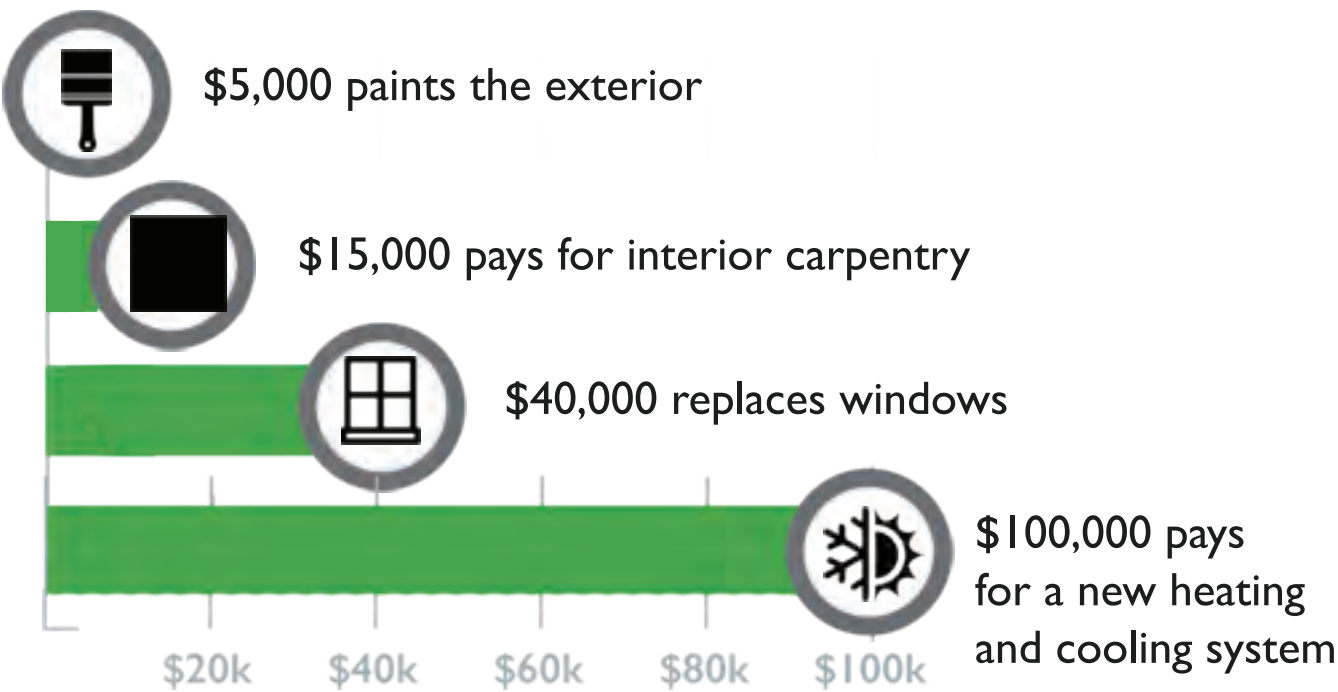 $5,000 paints the exterior
$15,000 pays for interior carpentry
$40,000 replaces windows
$100,000 pays
for a new heating
and cooling system
$20k $40k $60k $80k $100k